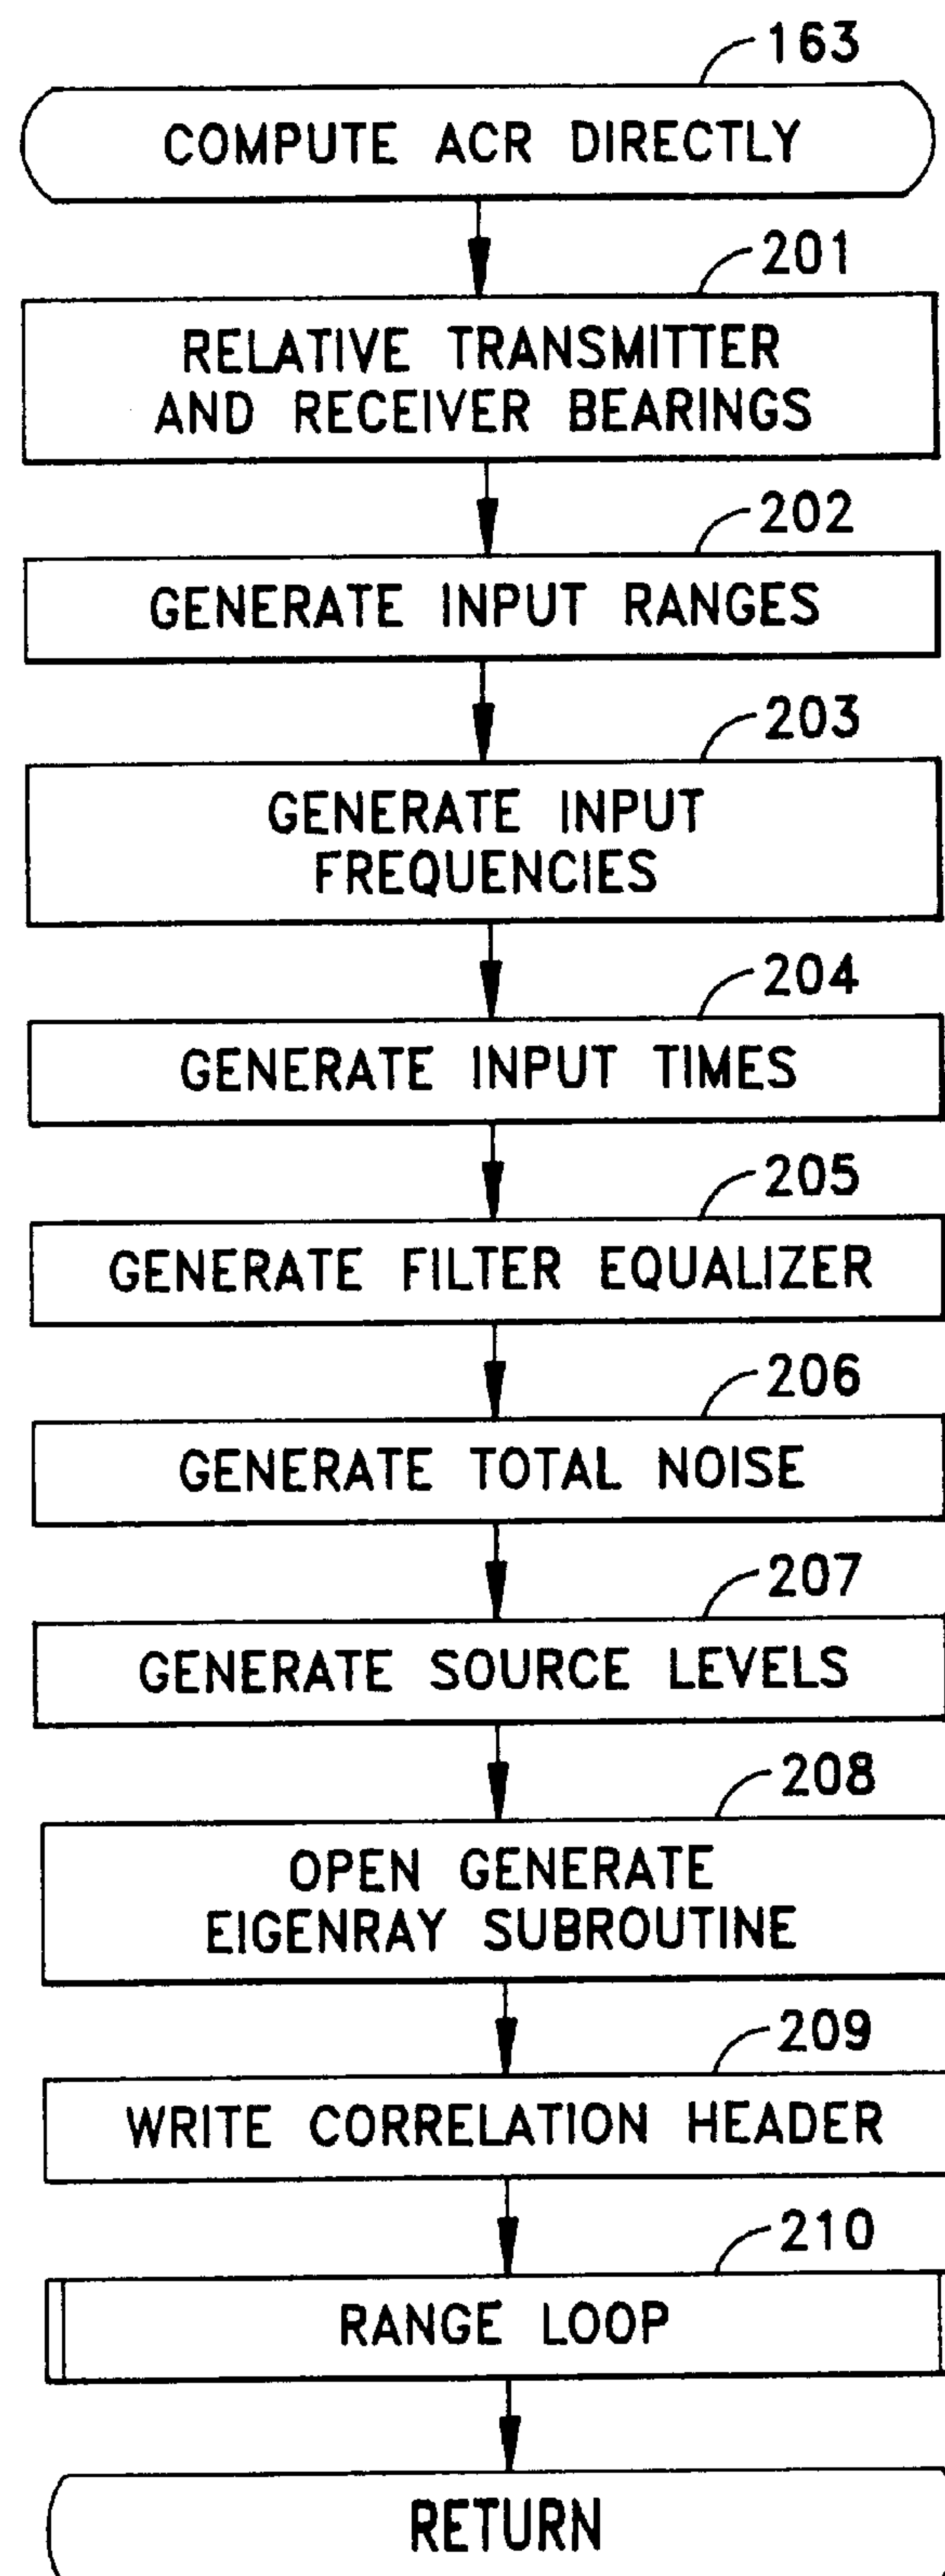 163
COMPUTE ACR DIRECTLY
201
RELATIVE TRANSMITTER
AND RECEIVER BEARINGS
202
GENERATE INPUT RANGES
203
GENERATE INPUT
FREQUENCIES
204
GENERATE INPUT TIMES
205
GENERATE FILTER EQUALIZER
206
GENERATE TOTAL NOISE
207
GENERATE SOURCE LEVELS
208
OPEN GENERATE
EIGENRAY SUBROUTINE
209
WRITE CORRELATION HEADER
210
RANGE LOOP
RETURN